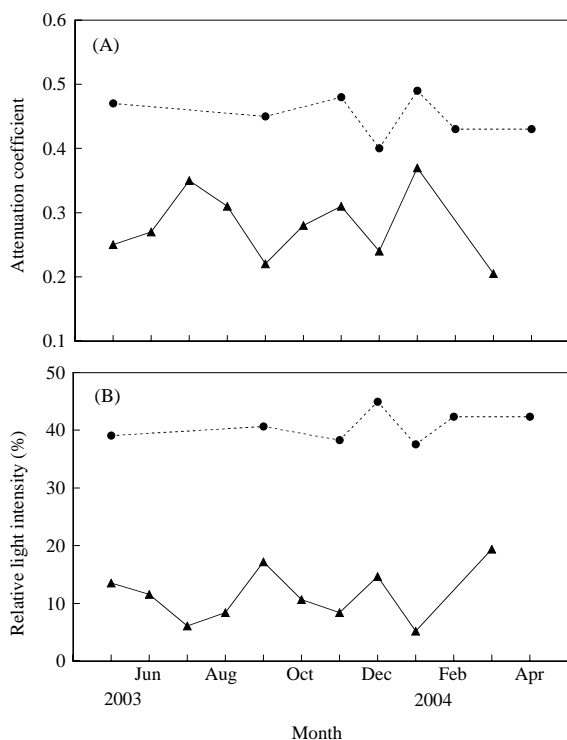 0.6
(A)
0.5
0.4
0.3
0.2
0.1
Attenuation coefficient
50
(B)
40
30
20
10
0
Relative light intensity (%)
Jun Aug Oct Dec Feb Apr
2003 2004
Month